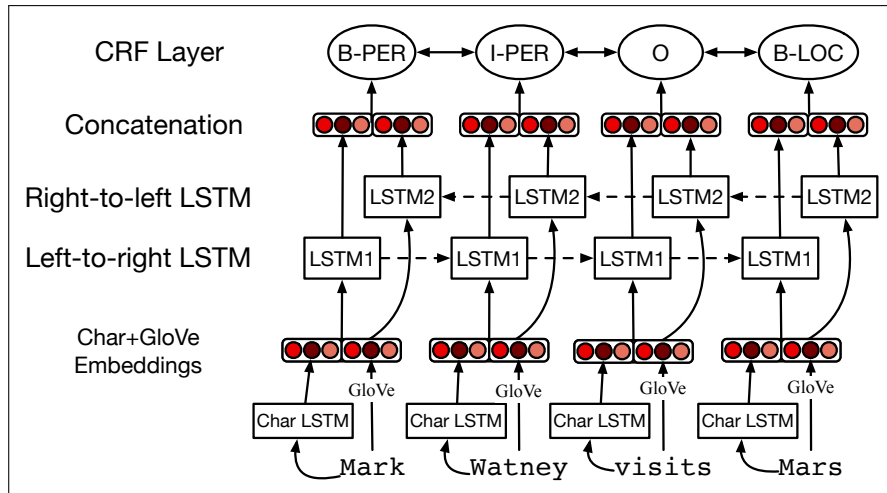 CRF Layer B-PER I-PER O B-LOC
Concatenation
Right-to-left LSTM LSTM2 LSTM2 LSTM2 LSTM2
Left-to-right LSTM LSTM1 LSTM1 LSTM1 LSTM1
Char+GloVe
Embeddings
GloVe GloVe GloVe GloVe
Char LSTM Char LSTM Char LSTM Char LSTM
Mark Watney visits Mars